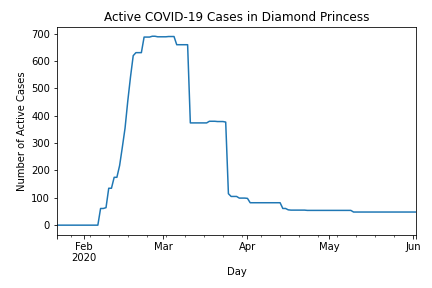 Active COVID-19 Cases in Diamond Princess
Number of Active Cases
700
600
500
400
300
200
100
0
Feb
2020
Mar
Apr
May
Jun
Day